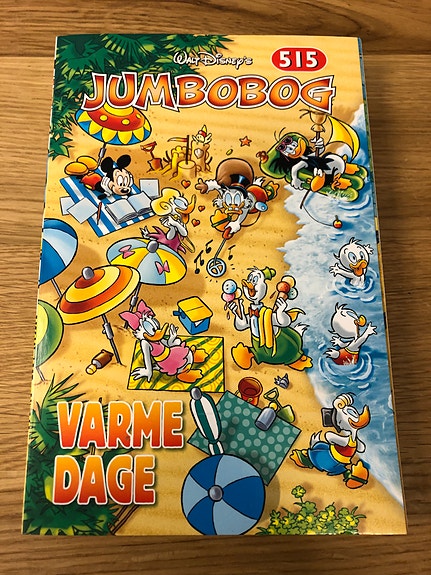 WALT DISNEY'S
515
JUMBOBOG
VARME
DAGE